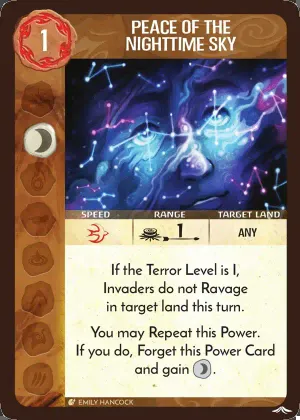 1
PEACE OF THE
NIGHTTIME SKY
SPEED RANGE TARGET LAND
1 ANY
If the Terror Level is I,
Invaders do not Ravage
in target land this turn.
You may Repeat this Power.
If you do, Forget this Power Card
and gain .
EMILY HANCOCK